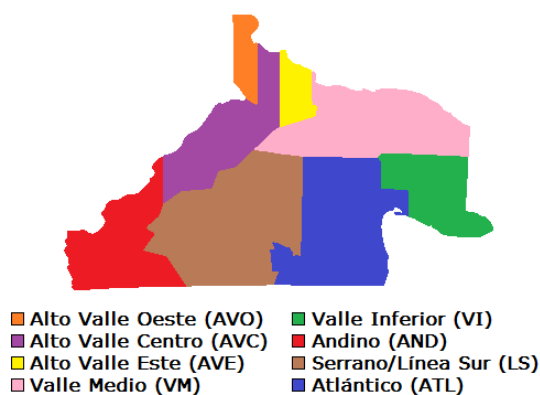 Alto Valle Oeste (AVO)
Alto Valle Centro (AVC)
Alto Valle Este (AVE)
Valle Medio (VM)
Valle Inferior (VI)
Andino (AND)
Serrano/Línea Sur (LS)
Atlántico (ATL)